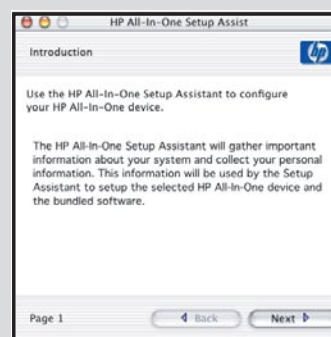 HP All-In-One Setup Assist
Introduction
hp
Use the HP All-In-One Setup Assistant to configure
your HP All-In-One device.
The HP All-In-One Setup Assistant will gather important
information about your system and collect your personal
information. This information will be used by the Setup
Assistant to setup the selected HP All-In-One device and
the bundled software.
Page 1
Back
Next